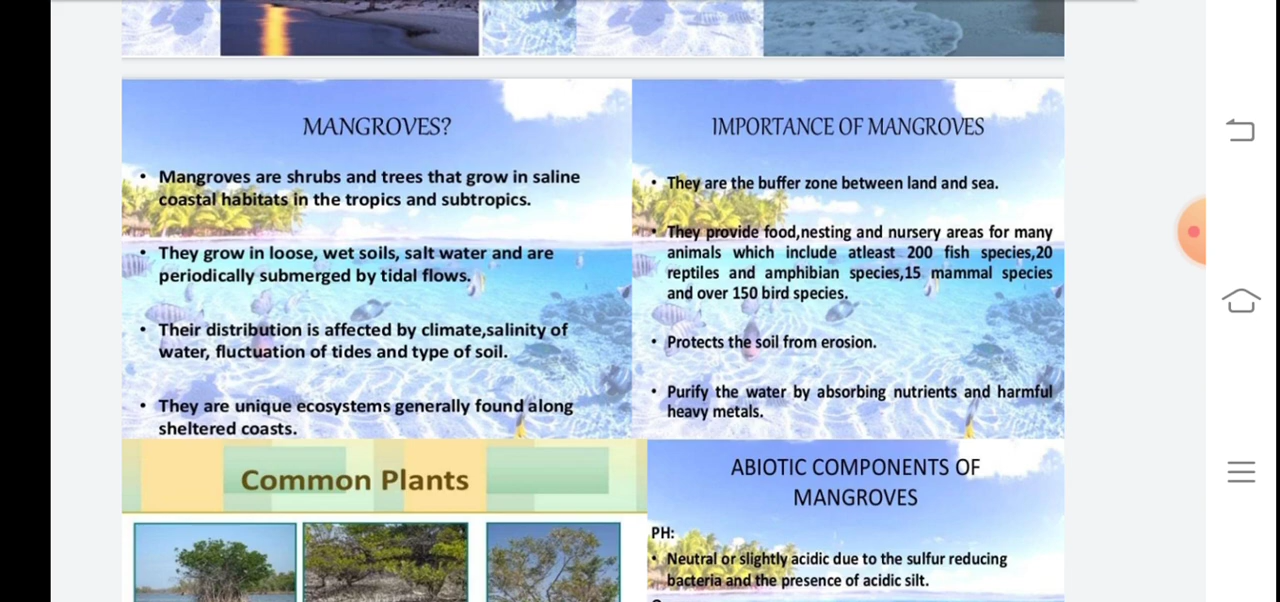 MANGROVES?
• Mangroves are shrubs and trees that grow in saline
coastal habitats in the tropics and subtropics.
• They grow in loose, wet soils, salt water and are
periodically submerged by tidal flows.
• Their distribution is affected by climate,salinity of
water, fluctuation of tides and type of soil.
• They are unique ecosystems generally found along
sheltered coasts.
IMPORTANCE OF MANGROVES
• They are the buffer zone between land and sea.
• They provide food,nesting and nursery areas for many
animals which include atleast 200 fish species,20
reptiles and amphibian species,15 mammal species
and over 150 bird species.
• Protects the soil from erosion.
• Purify the water by absorbing nutrients and harmful
heavy metals.
Common Plants
ABIOTIC COMPONENTS OF
MANGROVES
PH:
• Neutral or slightly acidic due to the sulfur reducing
bacteria and the presence of acidic silt.